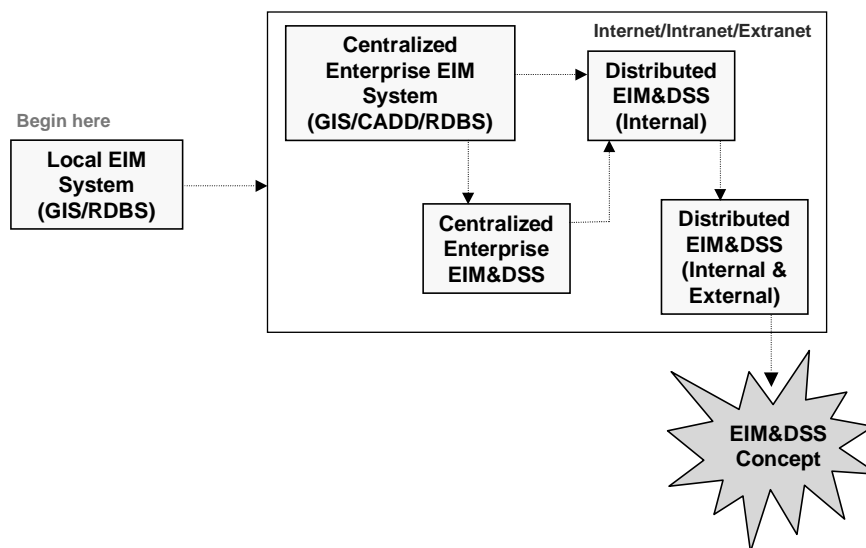 Internet/Intranet/Extranet
Centralized
Enterprise EIM
System
(GIS/CADD/RDBS)
Distributed
EIM&DSS
(Internal)
Begin here
Local EIM
System
(GIS/RDBS)
Centralized
Enterprise
EIM&DSS
Distributed
EIM&DSS
(Internal &
External)
EIM&DSS
Concept